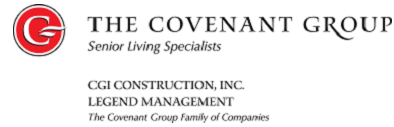 THE COVENANT GROUP
Senior Living Specialists
CGI CONSTRUCTION, INC.
LEGEND MANAGEMENT
The Covenant Group Family of Companies